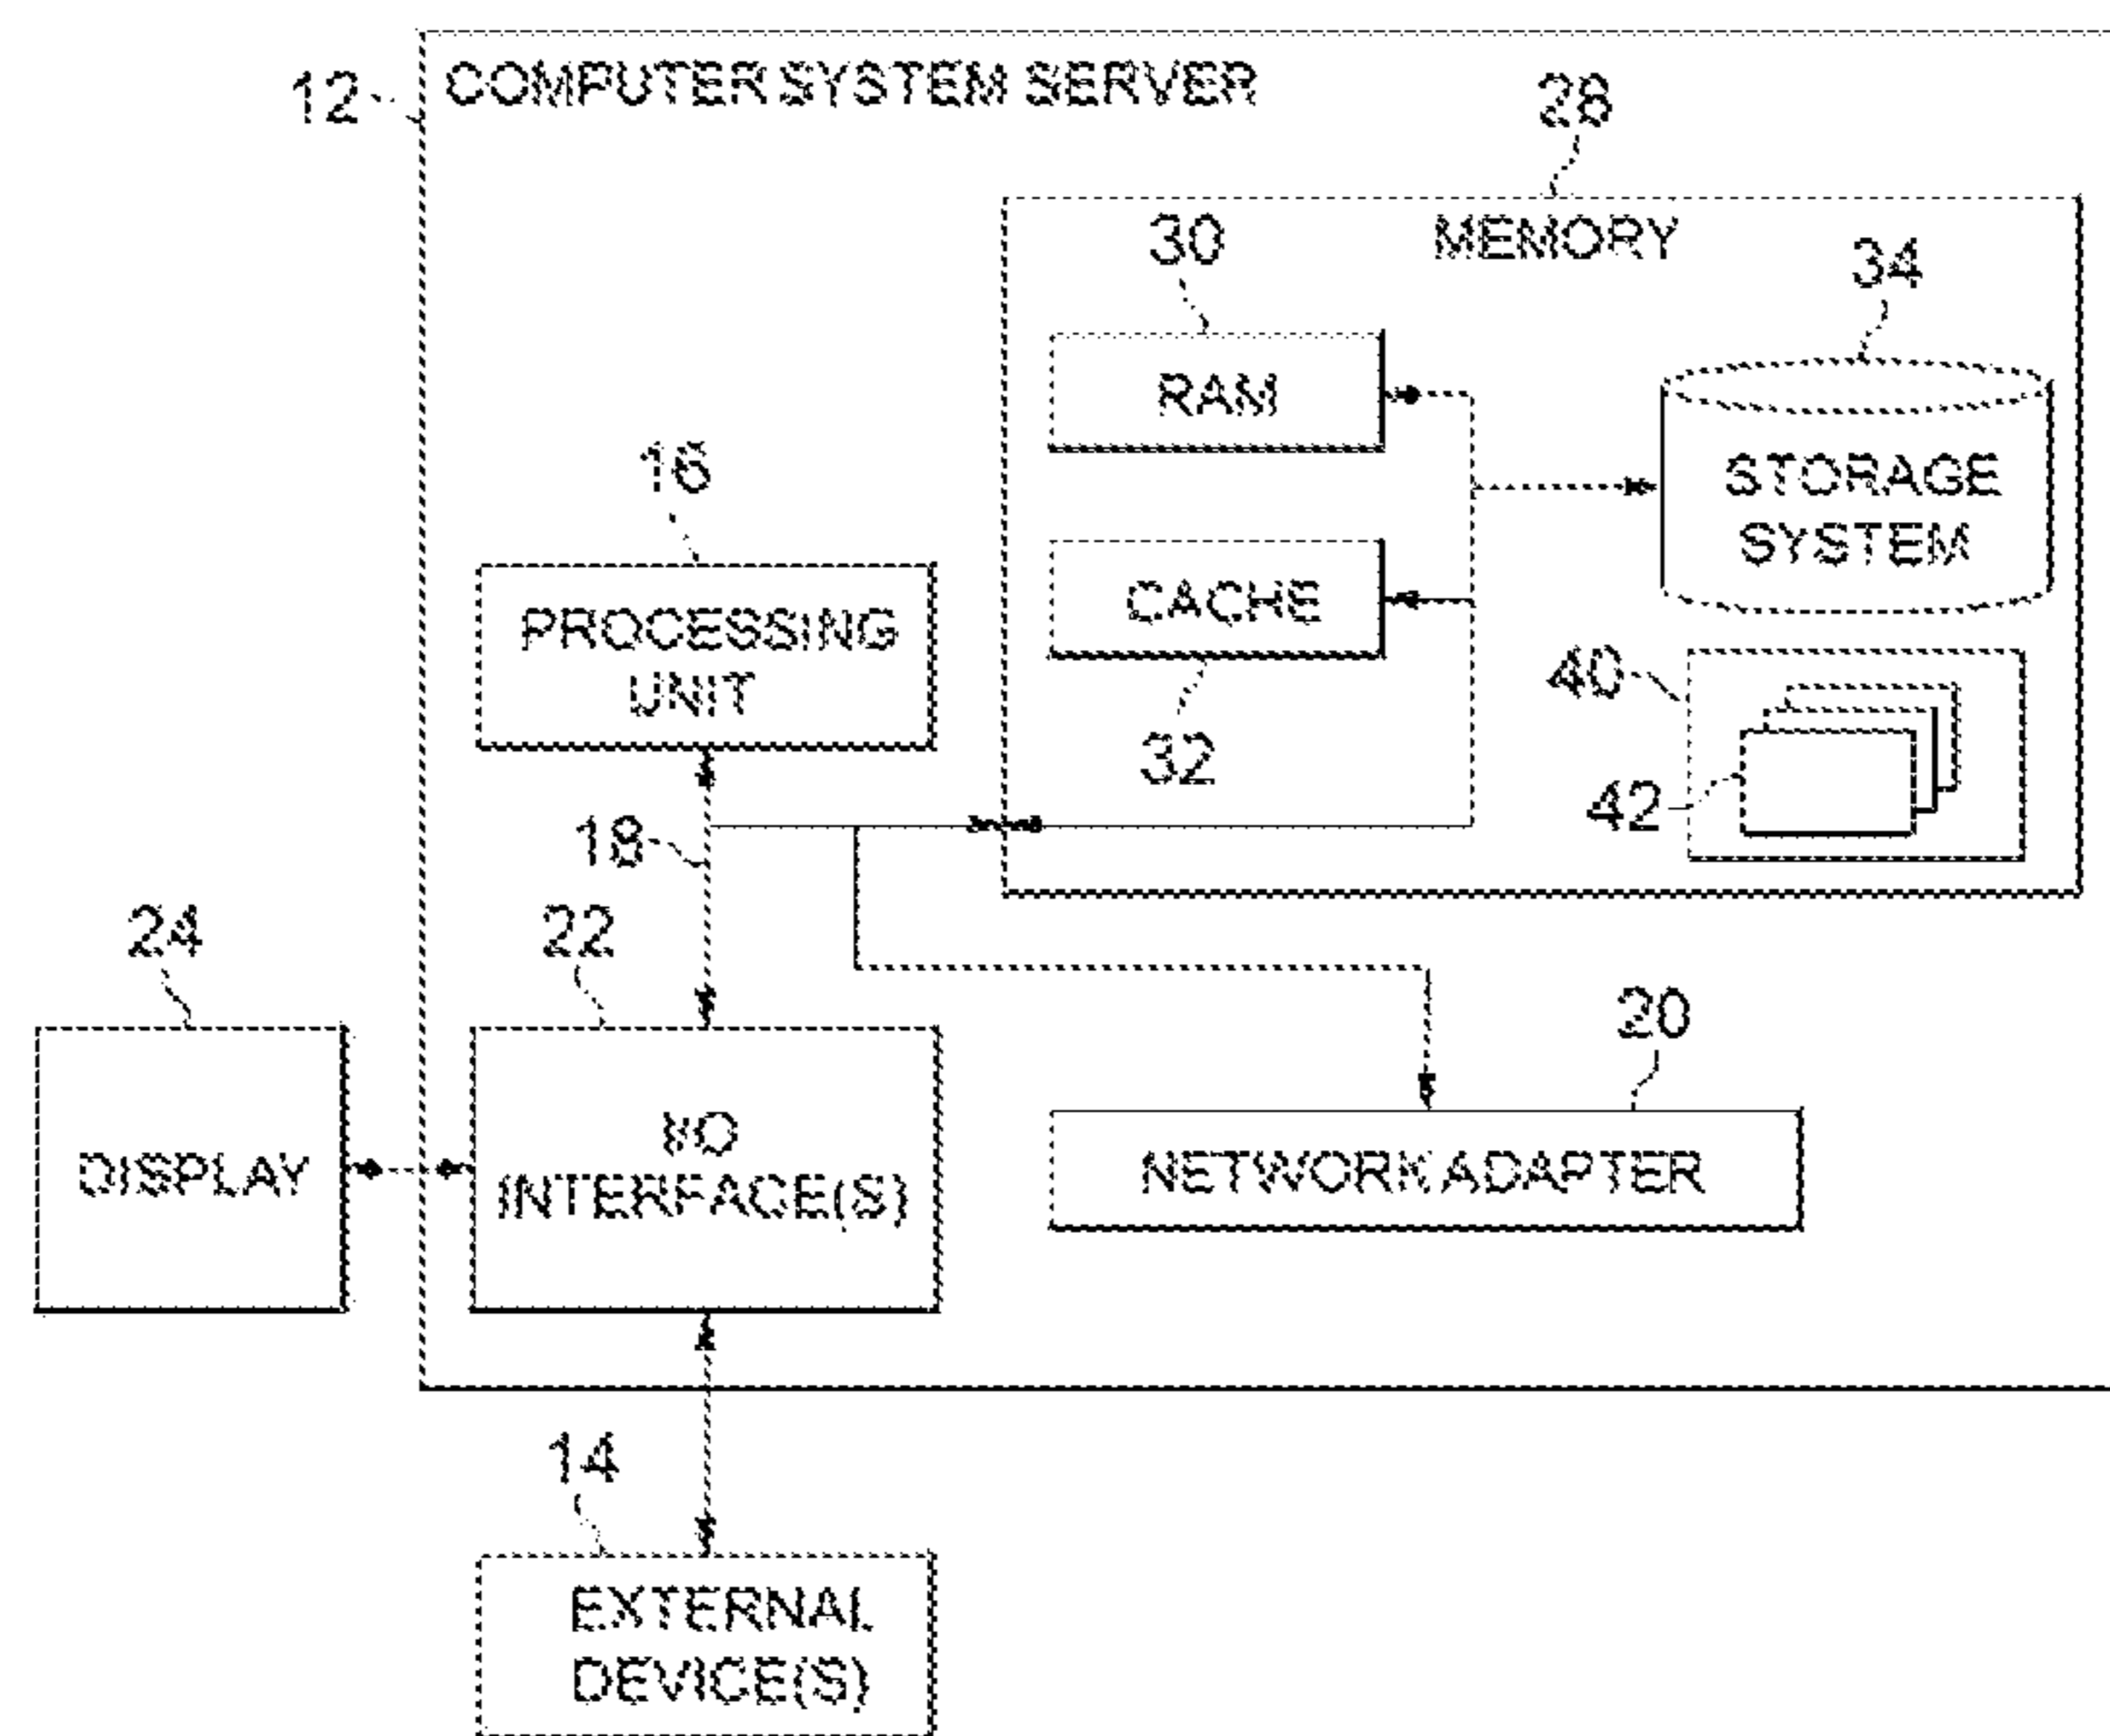 12
COMPUTER SYSTEM SERVER
28
MEMORY
30
34
RAM
STORAGE
SYSTEM
16
CACHE
PROCESSING
UNIT
32
40
42
18
24
22
20
DISPLAY
I/O
INTERFACE(S)
NETWORK ADAPTER
14
EXTERNAL
DEVICE(S)